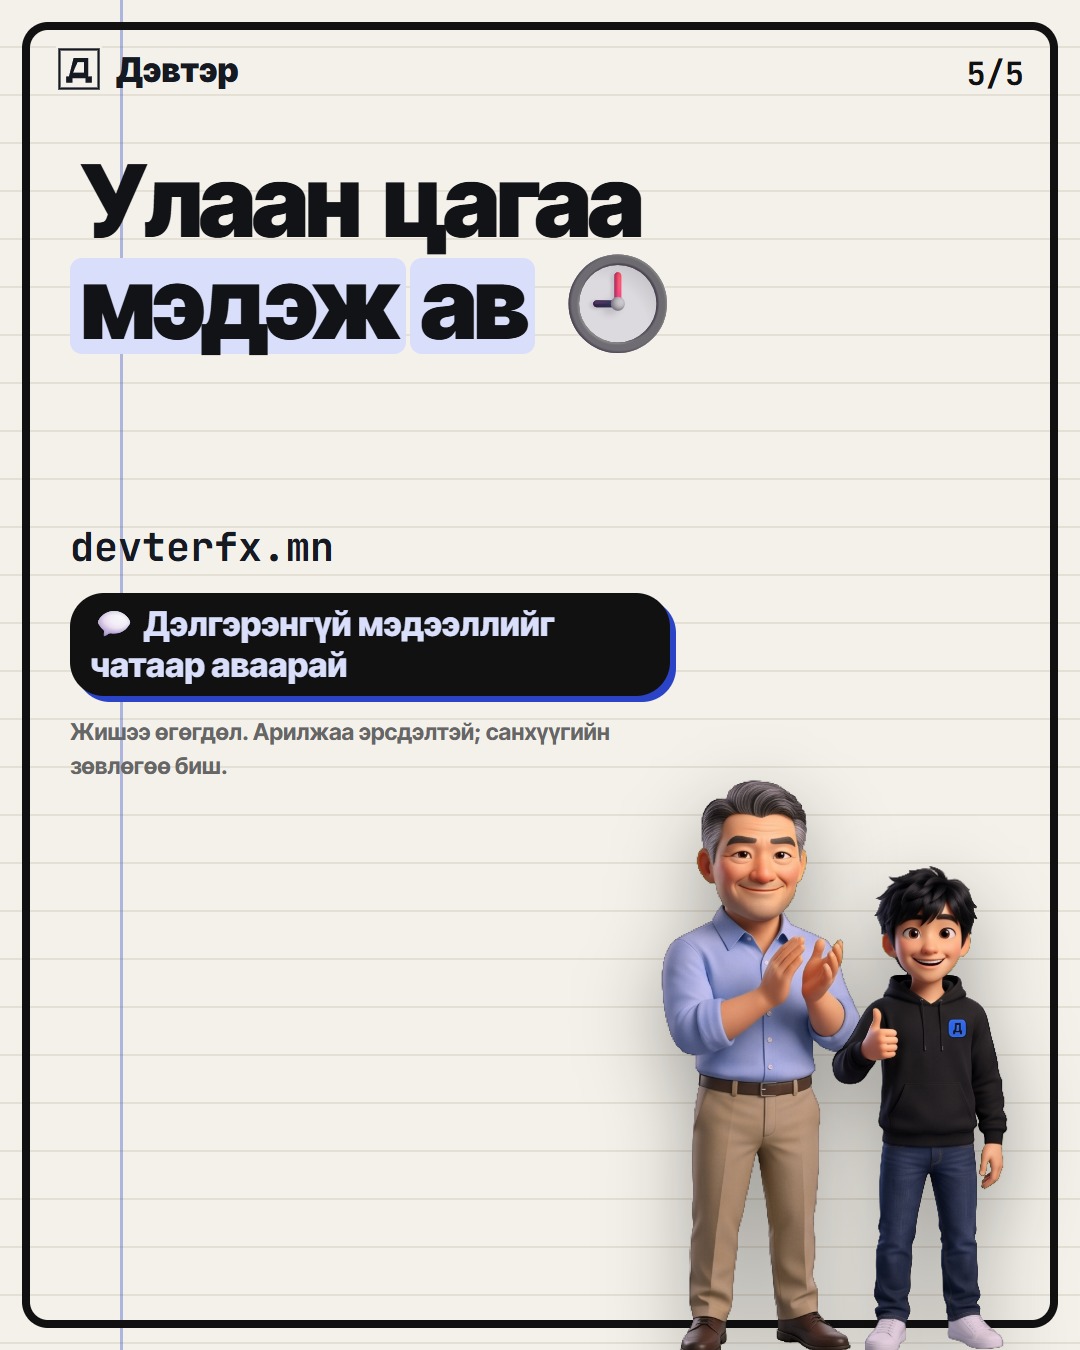 Д Дэвтэр
5/5
Улаан цагаа
мэдэж ав
devterfx.mn
Дэлгэрэнгүй мэдээллийг
чатаар аваарай
Жишээ өгөгдөл. Арилжаа эрсдэлтэй; санхүүгийн
зөвлөгөө биш.
Д